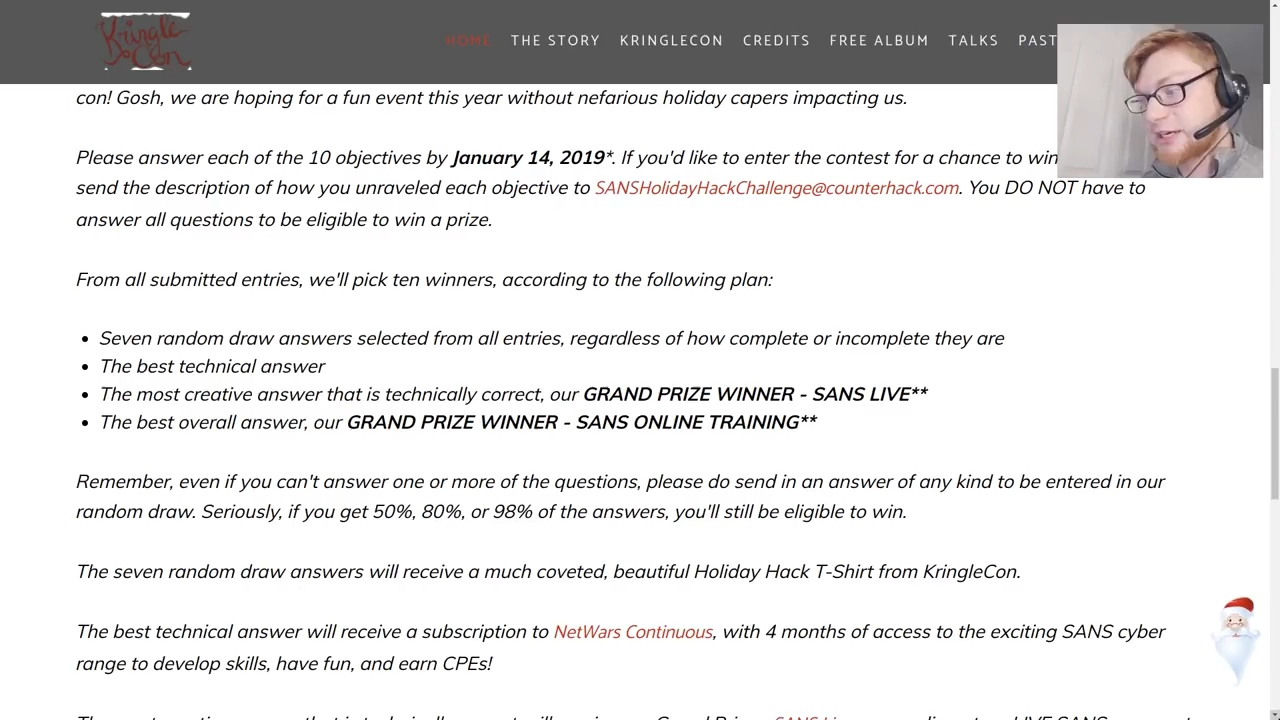 Kringle
Con
HOME THE STORY KRINGLECON CREDITS FREE ALBUM TALKS PAST
con! Gosh, we are hoping for a fun event this year without nefarious holiday capers impacting us.
Please answer each of the 10 objectives by January 14, 2019*. If you'd like to enter the contest for a chance to win
send the description of how you unraveled each objective to SANSHolidayHackChallenge@counterhack.com. You DO NOT have to
answer all questions to be eligible to win a prize.
From all submitted entries, we'll pick ten winners, according to the following plan:
• Seven random draw answers selected from all entries, regardless of how complete or incomplete they are
• The best technical answer
• The most creative answer that is technically correct, our GRAND PRIZE WINNER - SANS LIVE**
• The best overall answer, our GRAND PRIZE WINNER - SANS ONLINE TRAINING**
Remember, even if you can't answer one or more of the questions, please do send in an answer of any kind to be entered in our
random draw. Seriously, if you get 50%, 80%, or 98% of the answers, you'll still be eligible to win.
The seven random draw answers will receive a much coveted, beautiful Holiday Hack T-Shirt from KringleCon.
The best technical answer will receive a subscription to NetWars Continuous, with 4 months of access to the exciting SANS cyber
range to develop skills, have fun, and earn CPEs!